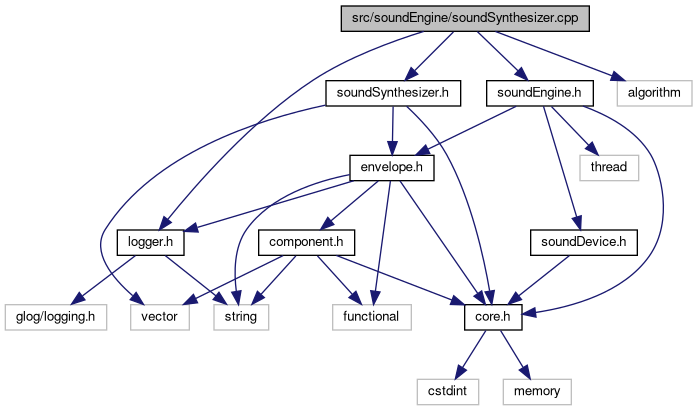 src/soundEngine/soundSynthesizer.cpp
soundSynthesizer.h
soundEngine.h
algorithm
envelope.h
thread
logger.h
component.h
soundDevice.h
glog/logging.h
vector
string
functional
core.h
cstdint
memory